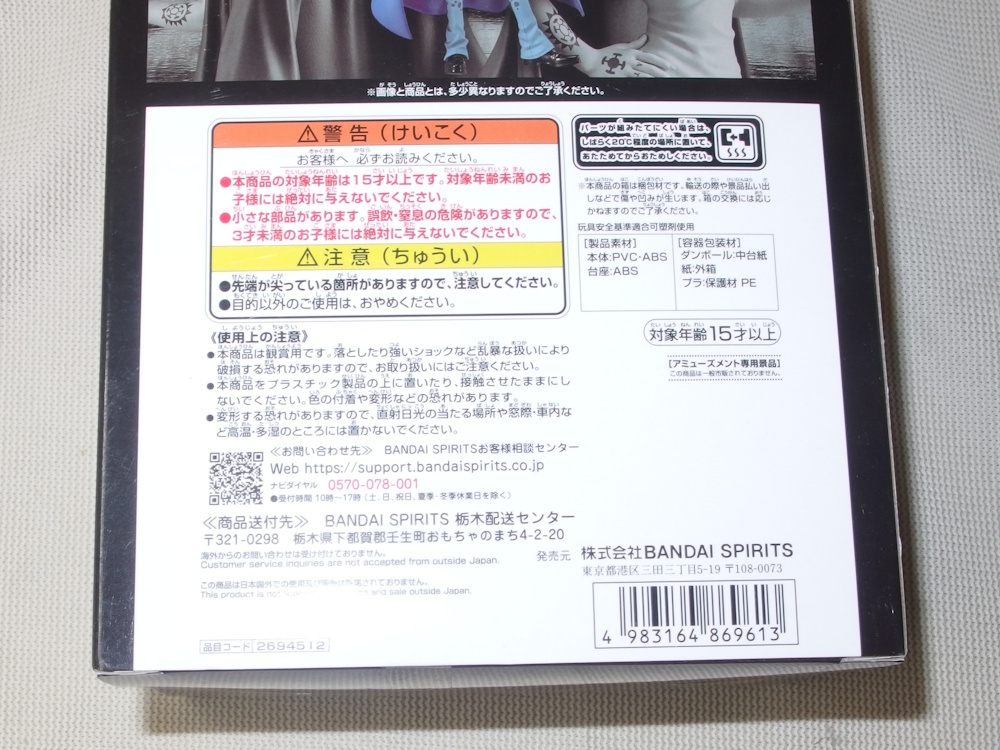 ※画像と商品とは、多少異なりますのでご了承ください。
⚠警告(けいこく)
お客様へ 必ずお読みください。
●本商品の対象年齢は15才以上です。対象年齢未満のお
子様には絶対に与えないでください。
●小さな部品があります。誤飲・窒息の危険がありますので、
3才未満のお子様には絶対に与えないでください。
⚠注意(ちゅうい)
●先端が尖っている箇所がありますので、注意してください。
●目的以外のご使用は、おやめください。
《使用上の注意》
●本商品は観賞用です。落としたり強いショックなど乱暴な扱いにより
破損する恐れがありますので、お取り扱いにはご注意ください。
●本商品をプラスチック製品の上に置いたり、接触させたままにし
ないでください。色の付着や変形などの恐れがあります。
●変形する恐れがありますので、直射日光の当たる場所や窓際・車内な
ど高温・多湿のところには置かないでください。
≪お問い合わせ先≫ BANDAI SPIRITSお客様相談センター
Web https://support.bandaispirits.co.jp
ナビダイヤル 0570-078-001
●受付時間 10時〜17時(土、日、祝日、夏季・冬季休業日を除く)
≪商品送付先≫ BANDAI SPIRITS 栃木配送センター
〒321-0298 栃木県下都賀郡壬生町おもちゃのまち4-2-20
海外からのお問い合わせは受け付けておりません。
Customer service inquiries are not accepted from outside Japan.
この商品は日本国外での使用及び
おりません。
This product is not
and sale outside Japan.
品目コード 2694512
パーツが組みたてにくい場合は、
しばらく20℃程度の場所に置いて、
あたためてからおためしください。
※本商品の箱は梱包材です。輸送の際や景品払い出
しなどで傷や凹みが生じます。箱の交換には応じ
かねますのでご了承ください。
玩具安全基準適合可塑剤使用
[製品素材]
本体:PVC・ABS
台座:ABS
[容器包装材]
ダンボール:中台紙
紙:外箱
プラ:保護材 PE
対象年齢15才以上
[アミューズメント専用景品]
この商品は一般市販されておりません。
発売元 株式会社BANDAI SPIRITS
東京都港区三田三丁目5-19 〒108-0073
4 983164 869613